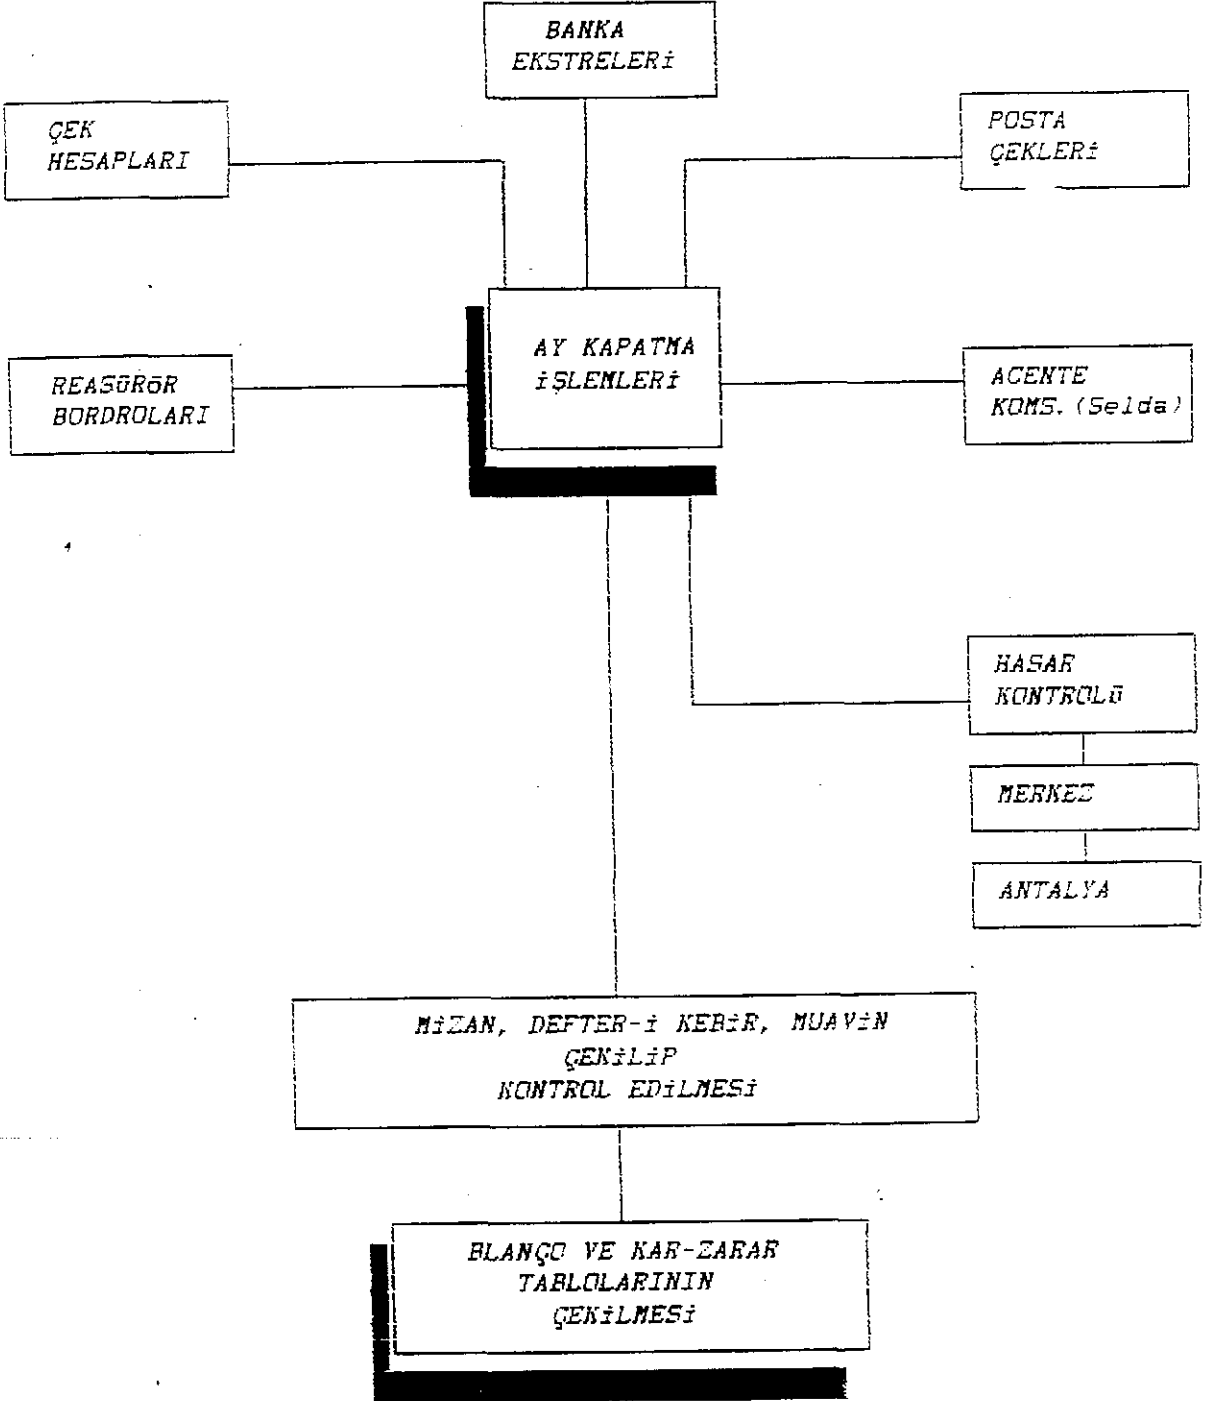 BANKA
EKSTRELERİ
ÇEK
HESAPLARI
POSTA
ÇEKLERİ
AY KAPATMA
İŞLEMLERİ
REASÜRÖR
BORDROLARI
ACENTE
KOMS. (Selda)
HASAR
KONTROLÜ
MERKEZ
ANTALYA
MİZAN, DEFTER-İ KEBİR, MUAVİN
ÇEKİLİP
KONTROL EDİLMESİ
BLANÇO VE KAR-ZARAR
TABLOLARININ
ÇEKİLMESİ